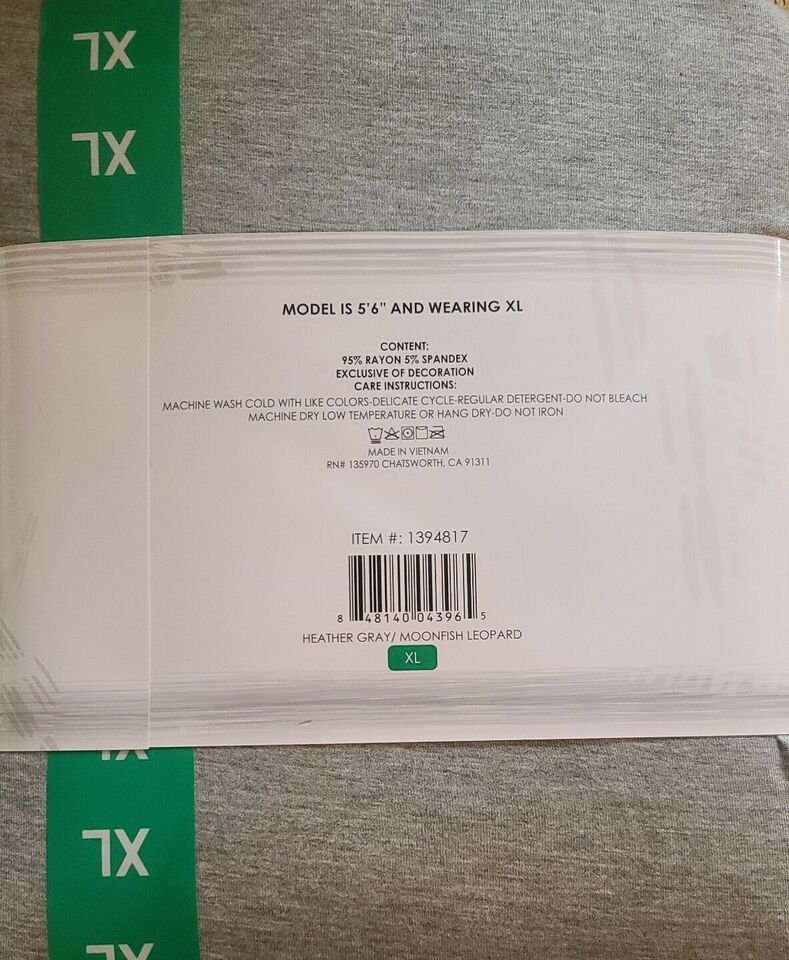 XL
XL
MODEL IS 5'6" AND WEARING XL
CONTENT:
95% RAYON 5% SPANDEX
EXCLUSIVE OF DECORATION
CARE INSTRUCTIONS:
MACHINE WASH COLD WITH LIKE COLORS-DELICATE CYCLE-REGULAR DETERGENT-DO NOT BLEACH
MACHINE DRY LOW TEMPERATURE OR HANG DRY-DO NOT IRON
MADE IN VIETNAM
RN# 135970 CHATSWORTH, CA 91311
ITEM #: 1394817
8 48140 04396 5
HEATHER GRAY/ MOONFISH LEOPARD
XL
XL
XL
XL